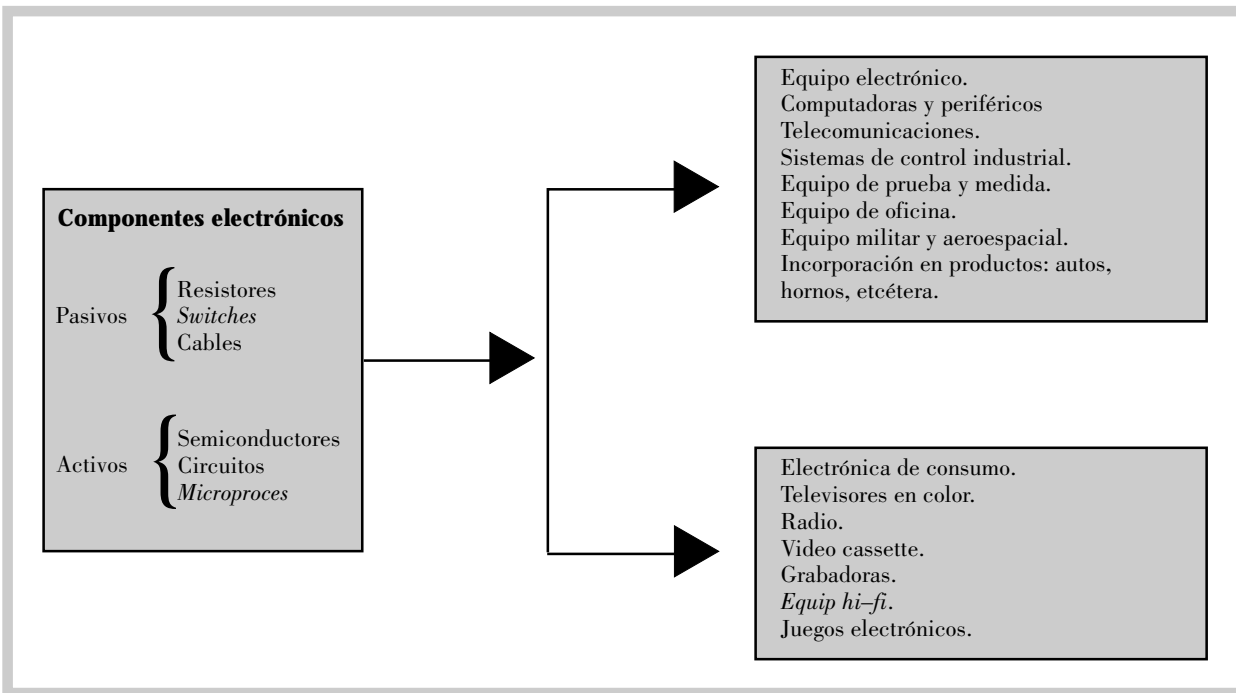 Componentes electrónicos
Pasivos
Resistores
Switches
Cables
Activos
Semiconductores
Circuitos
Microproces
Equipo electrónico.
Computadoras y periféricos
Telecomunicaciones.
Sistemas de control industrial.
Equipo de prueba y medida.
Equipo de oficina.
Equipo militar y aeroespacial.
Incorporación en productos: autos,
hornos, etcétera.
Electrónica de consumo.
Televisores en color.
Radio.
Video cassette.
Grabadoras.
Equip hi–fi.
Juegos electrónicos.